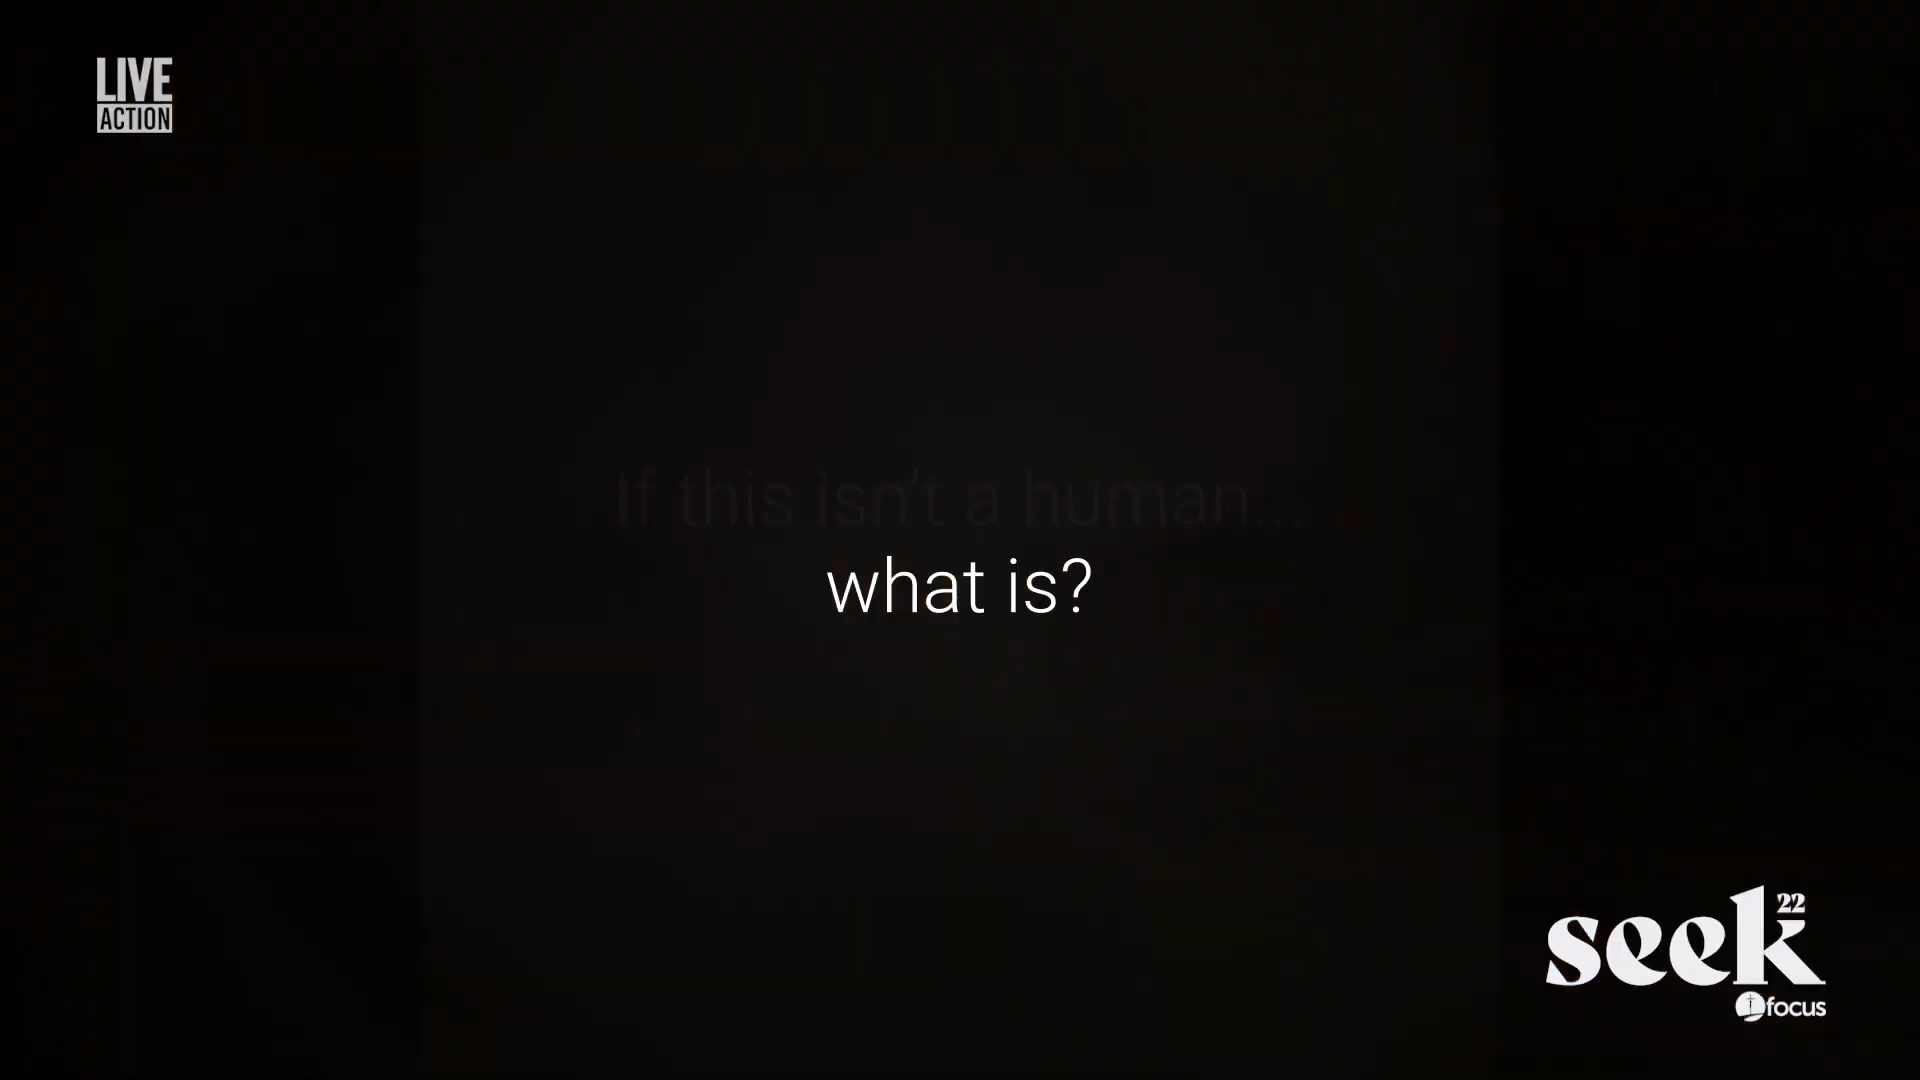 LIVE
ACTION
If this isn't a human...
what is?
seek 22
focus